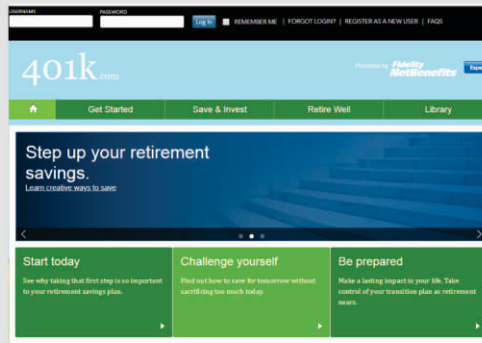 USERNAME
PASSWORD
Log In
REMEMBER ME | FORGOT LOGIN? | REGISTER AS A NEW USER | FAQS
401k.com
Provided by Fidelity
NetBenefits
Get Started
Save & Invest
Retire Well
Library
Step up your retirement
savings.
Learn creative ways to save
Start today
See why taking that first step is so important
to your retirement savings plan.
Challenge yourself
Find out how to save for tomorrow without
sacrificing too much today.
Be prepared
Make a lasting impact in your life. Take
control of your transition plan as retirement
nears.